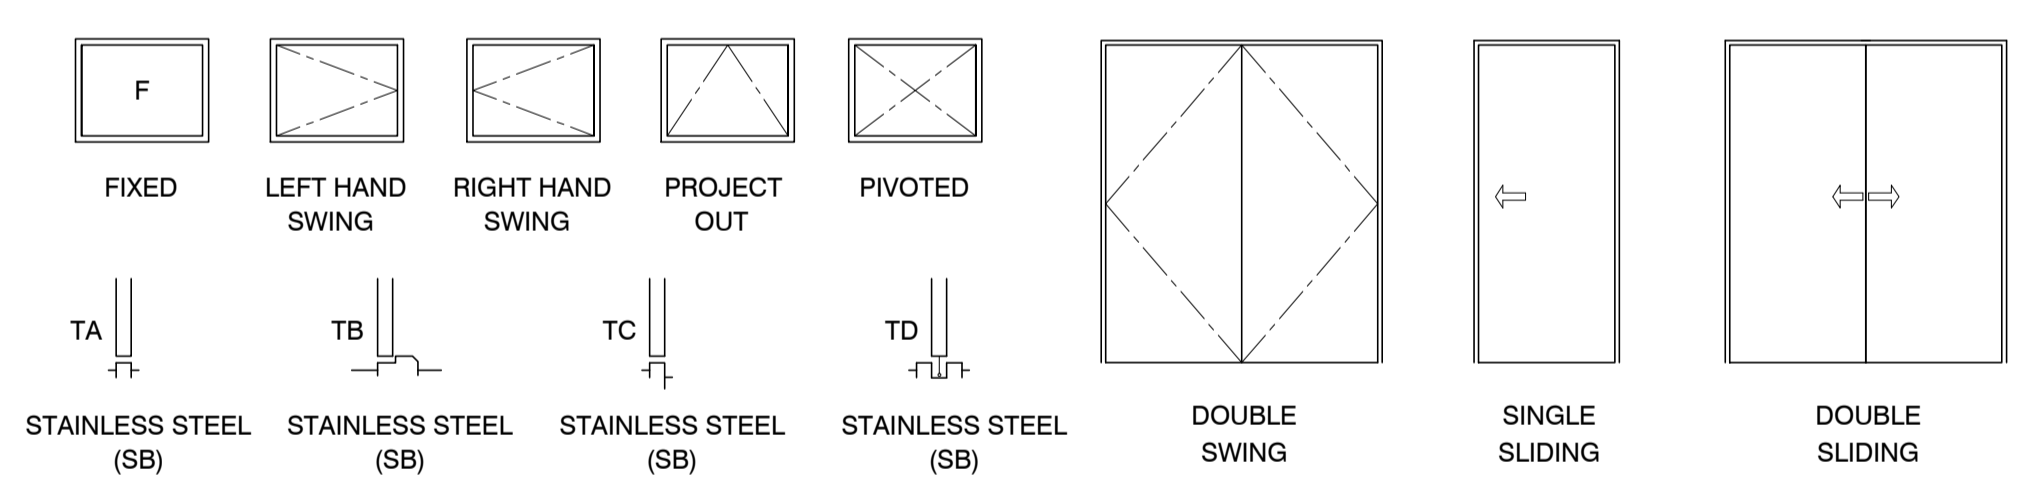 F
FIXED
LEFT HAND
SWING
RIGHT HAND
SWING
PROJECT
OUT
PIVOTED
TA
STAINLESS STEEL
(SB)
TB
STAINLESS STEEL
(SB)
TC
STAINLESS STEEL
(SB)
TD
STAINLESS STEEL
(SB)
DOUBLE
SWING
SINGLE
SLIDING
DOUBLE
SLIDING